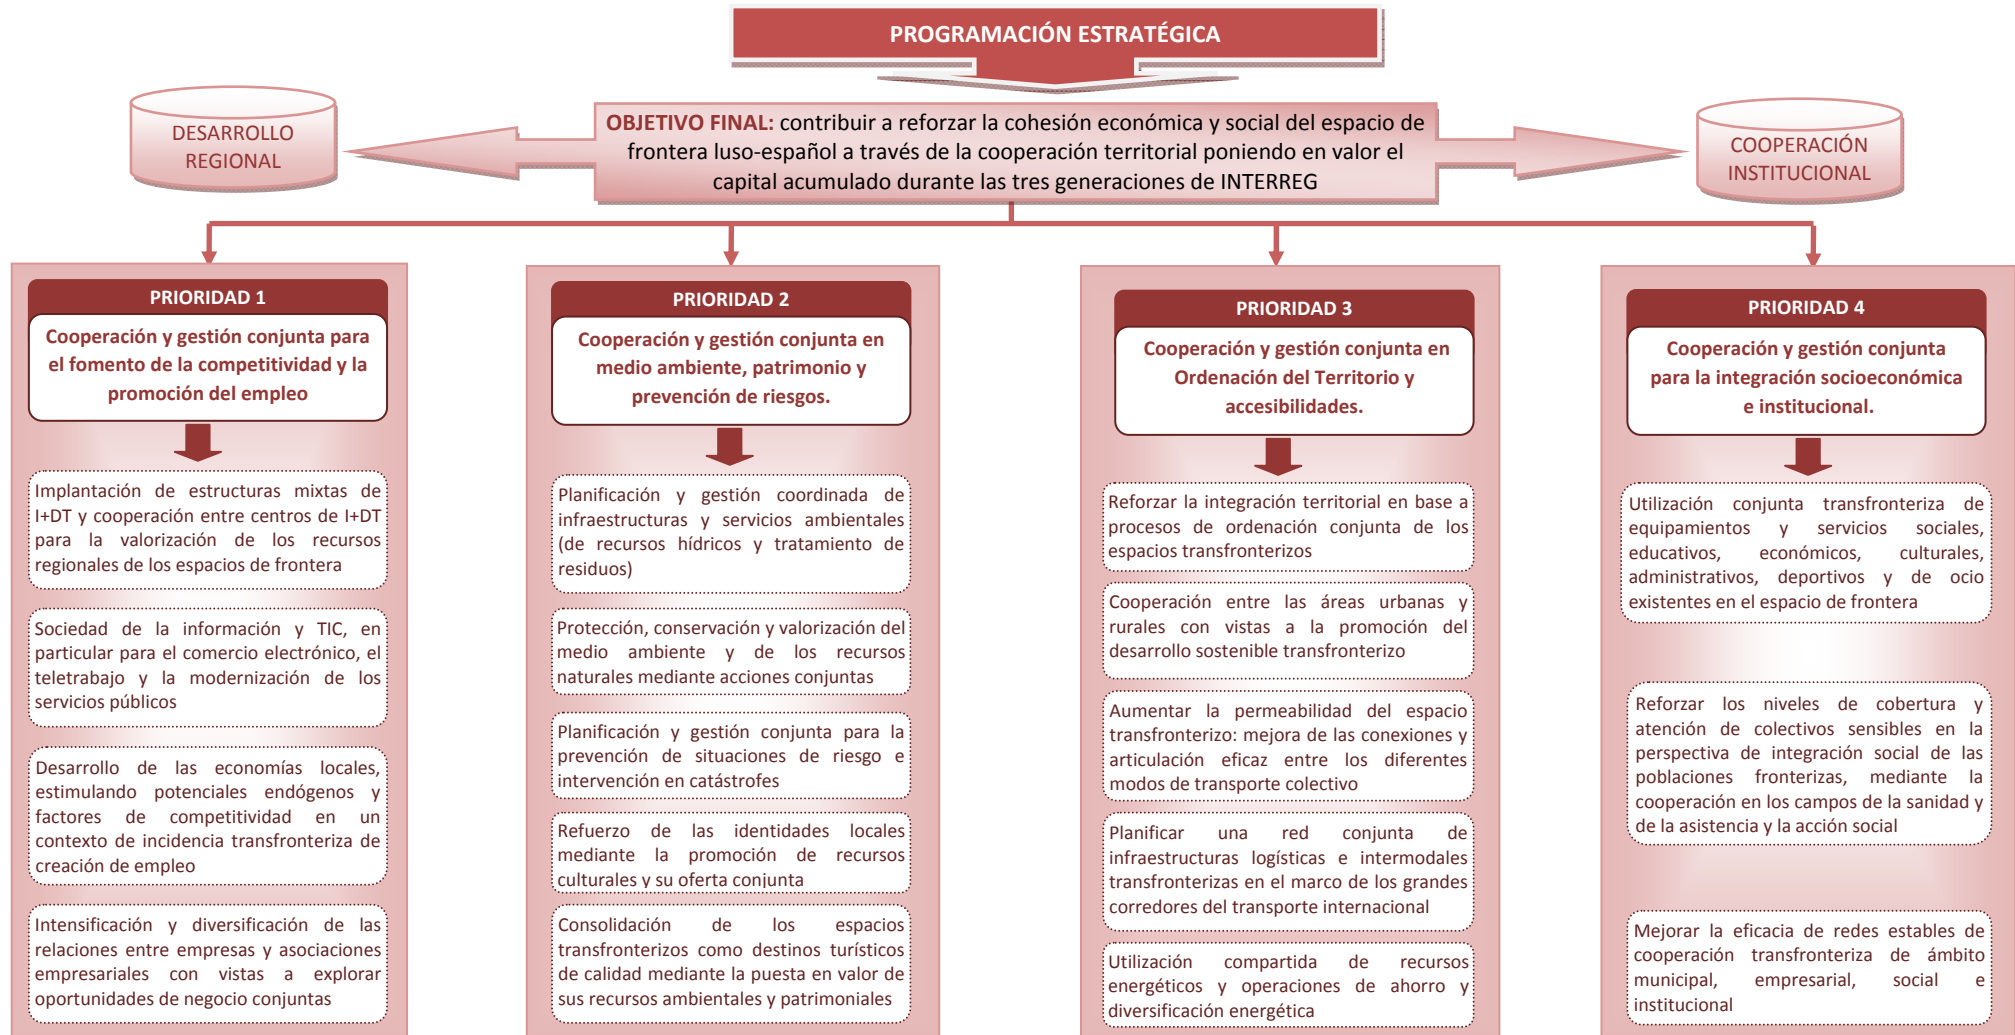 PROGRAMACIÓN ESTRATÉGICA
DESARROLLO
REGIONAL
OBJETIVO FINAL: contribuir a reforzar la cohesión económica y social del espacio de
frontera luso-español a través de la cooperación territorial poniendo en valor el
capital acumulado durante las tres generaciones de INTERREG
COOPERACIÓN
INSTITUCIONAL
PRIORIDAD 1
Cooperación y gestión conjunta para
el fomento de la competitividad y la
promoción del empleo
Implantación de estructuras mixtas de
I+DT y cooperación entre centros de I+DT
para la valorización de los recursos
regionales de los espacios de frontera
Sociedad de la información y TIC, en
particular para el comercio electrónico, el
teletrabajo y la modernización de los
servicios públicos
Desarrollo de las economías locales,
estimulando potenciales endógenos y
factores de competitividad en un
contexto de incidencia transfronteriza de
creación de empleo
Intensificación y diversificación de las
relaciones entre empresas y asociaciones
empresariales con vistas a explorar
oportunidades de negocio conjuntas
PRIORIDAD 2
Cooperación y gestión conjunta en
medio ambiente, patrimonio y
prevención de riesgos.
Planificación y gestión coordinada de
infraestructuras y servicios ambientales
(de recursos hídricos y tratamiento de
residuos)
Protección, conservación y valorización del
medio ambiente y de los recursos
naturales mediante acciones conjuntas
Planificación y gestión conjunta para la
prevención de situaciones de riesgo e
intervención en catástrofes
Refuerzo de las identidades locales
mediante la promoción de recursos
culturales y su oferta conjunta
Consolidación de los espacios
transfronterizos como destinos turísticos
de calidad mediante la puesta en valor de
sus recursos ambientales y patrimoniales
PRIORIDAD 3
Cooperación y gestión conjunta en
Ordenación del Territorio y
accesibilidades.
Reforzar la integración territorial en base a
procesos de ordenación conjunta de los
espacios transfronterizos
Cooperación entre las áreas urbanas y
rurales con vistas a la promoción del
desarrollo sostenible transfronterizo
Aumentar la permeabilidad del espacio
transfronterizo: mejora de las conexiones y
articulación eficaz entre los diferentes
modos de transporte colectivo
Planificar una red conjunta de
infraestructuras logísticas e intermodales
transfronterizas en el marco de los grandes
corredores del transporte internacional
Utilización compartida de recursos
energéticos y operaciones de ahorro y
diversificación energética
PRIORIDAD 4
Cooperación y gestión conjunta
para la integración socioeconómica
e institucional.
Utilización conjunta transfronteriza de
equipamientos y servicios sociales,
educativos, económicos, culturales,
administrativos, deportivos y de ocio
existentes en el espacio de frontera
Reforzar los niveles de cobertura y
atención de colectivos sensibles en la
perspectiva de integración social de las
poblaciones fronterizas, mediante la
cooperación en los campos de la sanidad y
de la asistencia y la acción social
Mejorar la eficacia de redes estables de
cooperación transfronteriza de ámbito
municipal, empresarial, social e
institucional